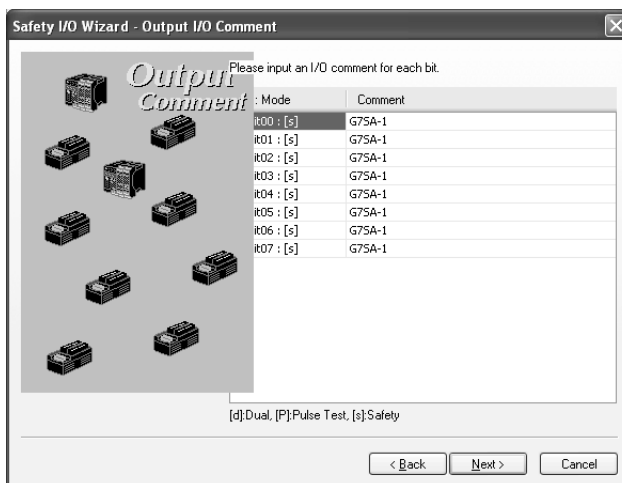 Safety I/O Wizard - Output I/O Comment
Output
Comment
Please input an I/O comment for each bit.
: Mode Comment
it00 : [s] G7SA-1
it01 : [s] G7SA-1
it02 : [s] G7SA-1
it03 : [s] G7SA-1
it04 : [s] G7SA-1
it05 : [s] G7SA-1
it06 : [s] G7SA-1
it07 : [s] G7SA-1
[d]:Dual, [P]:Pulse Test, [s]:Safety
< Back Next > Cancel